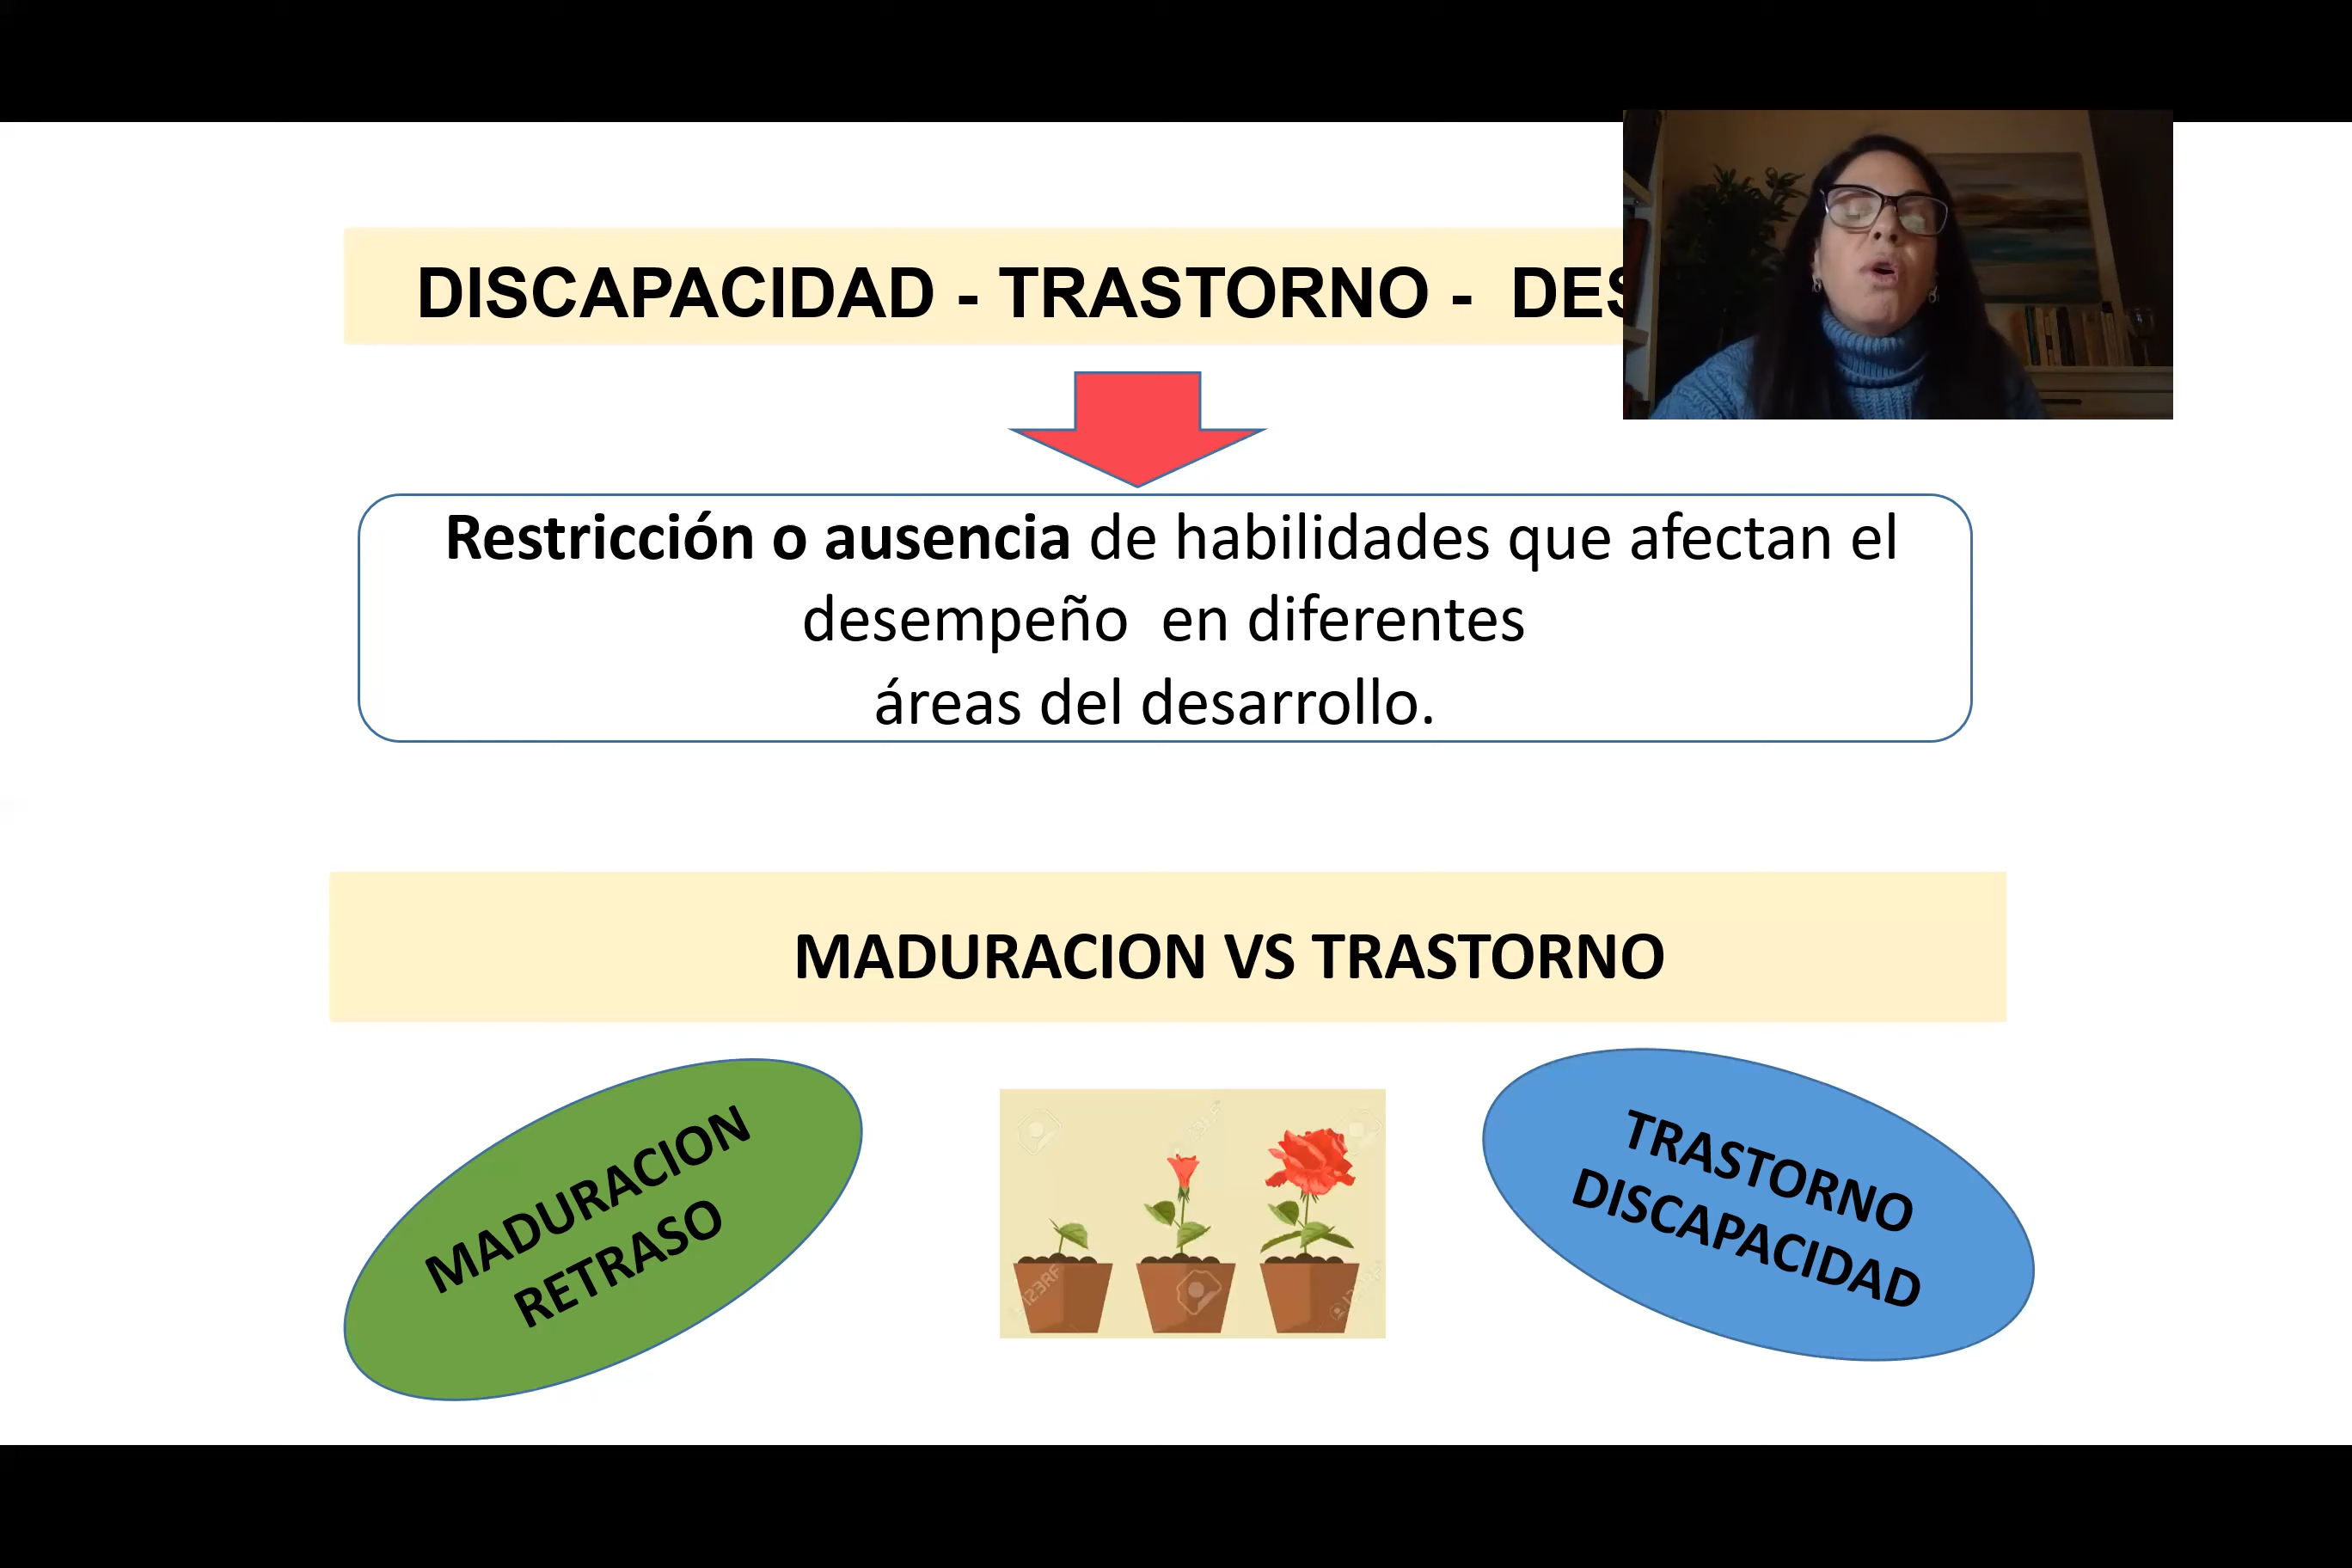 DISCAPACIDAD - TRASTORNO -
Restricción o ausencia de habilidades que afectan el
desempeño en diferentes
áreas del desarrollo.
MADURACION VS TRASTORNO
MADURACION
RETRASO
123RF
TRASTORNO
DISCAPACIDAD